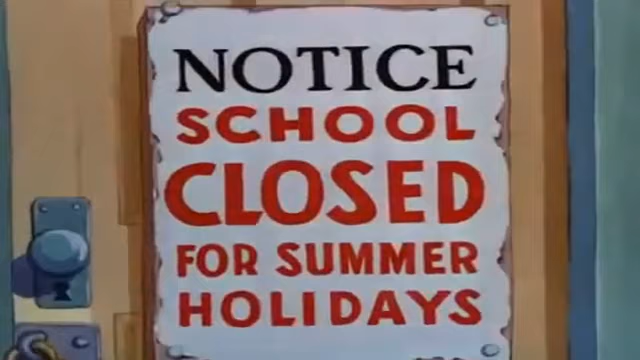 NOTICE
SCHOOL
CLOSED
FOR SUMMER
HOLIDAYS